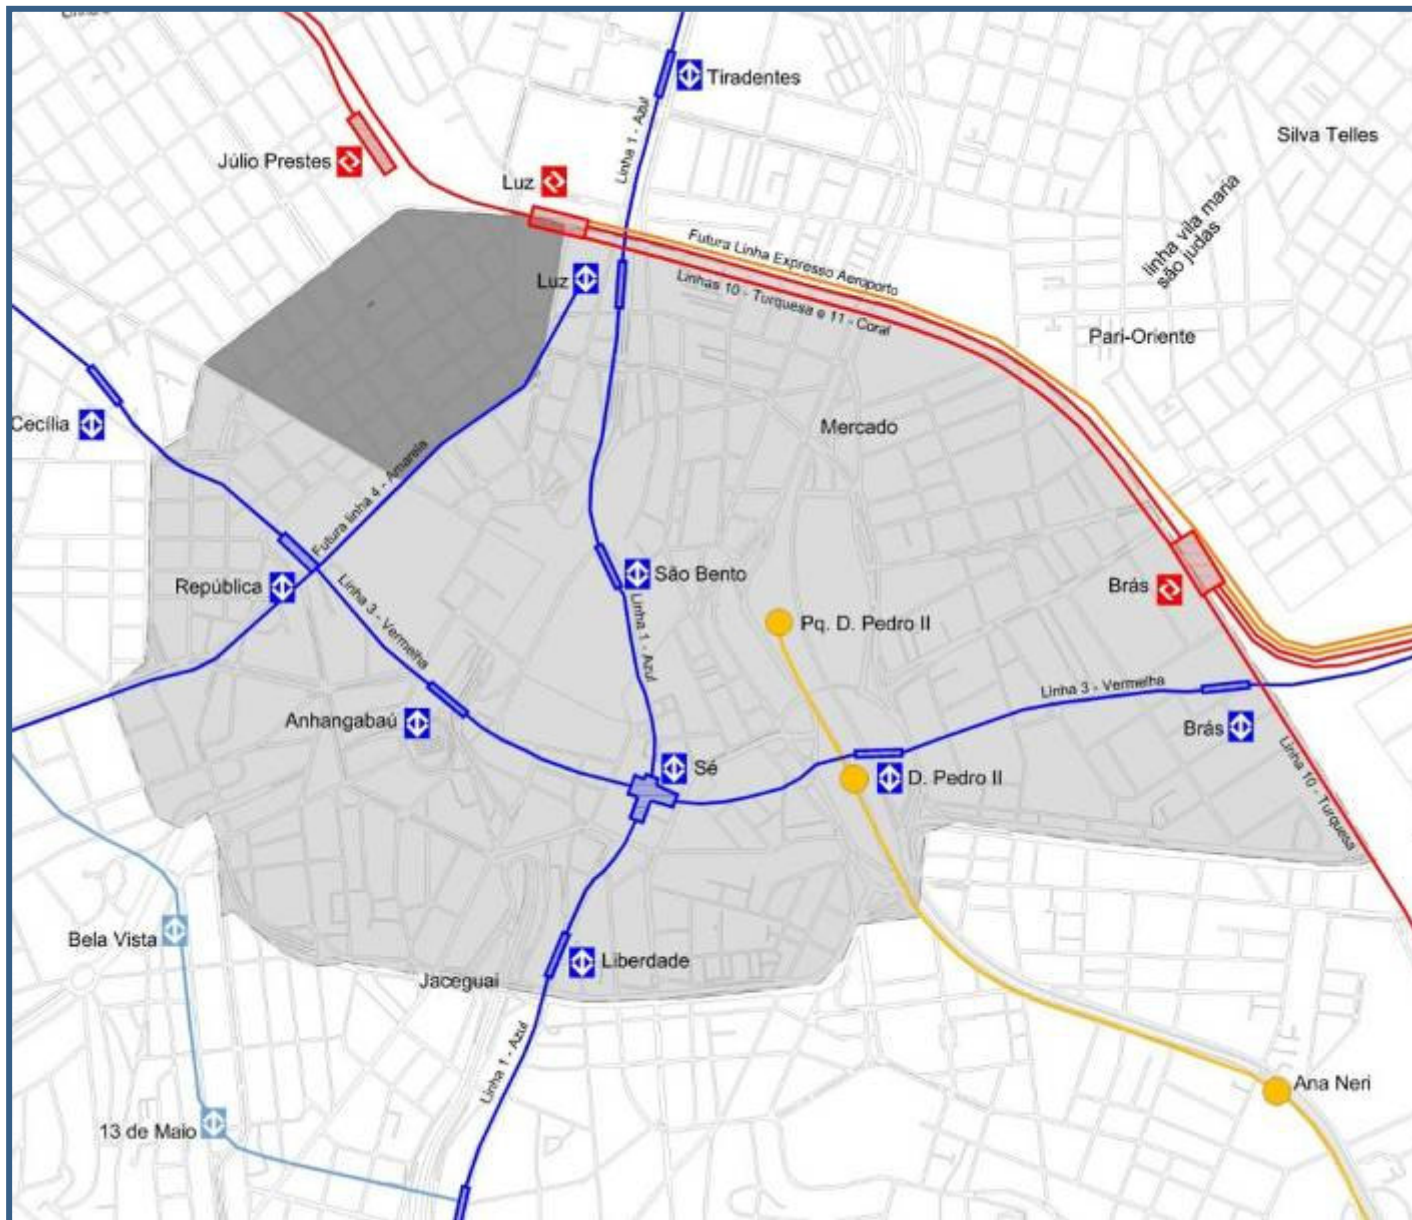 Tiradentes
Silva Telles
Linha 1 - Azul
Júlio Prestes
Luz
linha vila maria
são judas
Futura Linha Expresso Aeroporto
Luz
Linhas 10 - Turquesa e 11 - Coral
Pari-Oriente
Cecília
Mercado
Futura linha 4 - Amarela
República
Linha 3 - Vermelha
São Bento
Brás
Linha 1 - Azul
Pq. D. Pedro II
Linha 3 - Vermelha
Anhangabaú
Brás
Sé
D. Pedro II
Linha 10 - Turquesa
Bela Vista
Liberdade
Jaceguai
Linha 1 - Azul
Ana Neri
13 de Maio